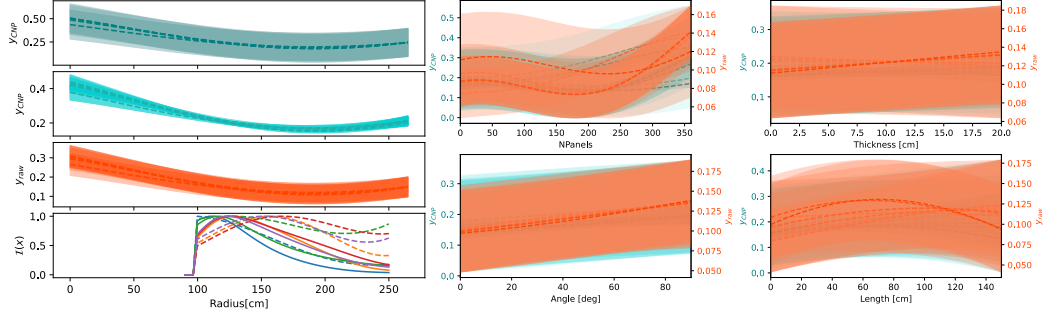 0.50
0.25
y_CNP
0.4
0.2
y_CNP
0.3
0.2
0.1
y_raw
1.0
0.5
0.0
I(x)
0 50 100 150 200 250
Radius[cm]
0.5
0.4
0.3
0.2
0.1
0.0
y_CNP
0.16
0.14
0.12
0.10
0.08
0.06
y_raw
0 50 100 150 200 250 300 350
NPanels
0.3
0.2
0.1
y_CNP
0.18
0.16
0.14
0.12
0.10
0.08
0.06
y_raw
0.0 2.5 5.0 7.5 10.0 12.5 15.0 17.5 20.0
Thickness [cm]
0.3
0.2
0.1
0.0
y_CNP
0.175
0.150
0.125
0.100
0.075
0.050
y_raw
0 20 40 60 80
Angle [deg]
0.4
0.3
0.2
0.1
0.0
y_CNP
0,175
0,150
0,125
0,100
0,075
0,050
y_raw
0 20 40 60 80 100 120 140
Length [cm]